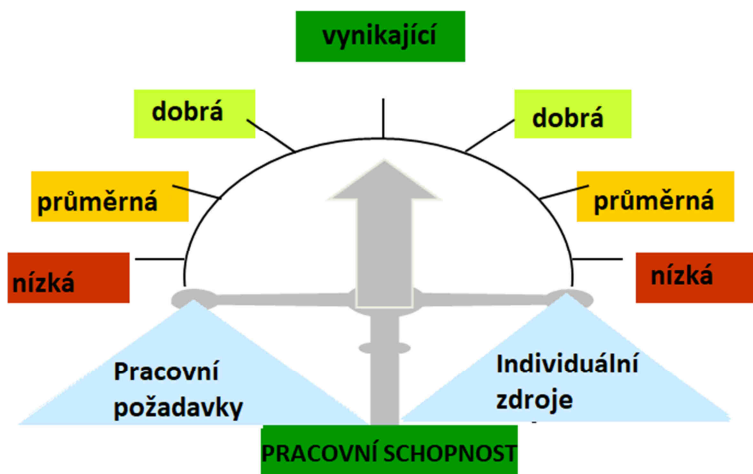 vynikající
dobrá
dobrá
průměrná
průměrná
nízká
nízká
Pracovní
požadavky
Individuální
zdroje
PRACOVNÍ SCHOPNOST